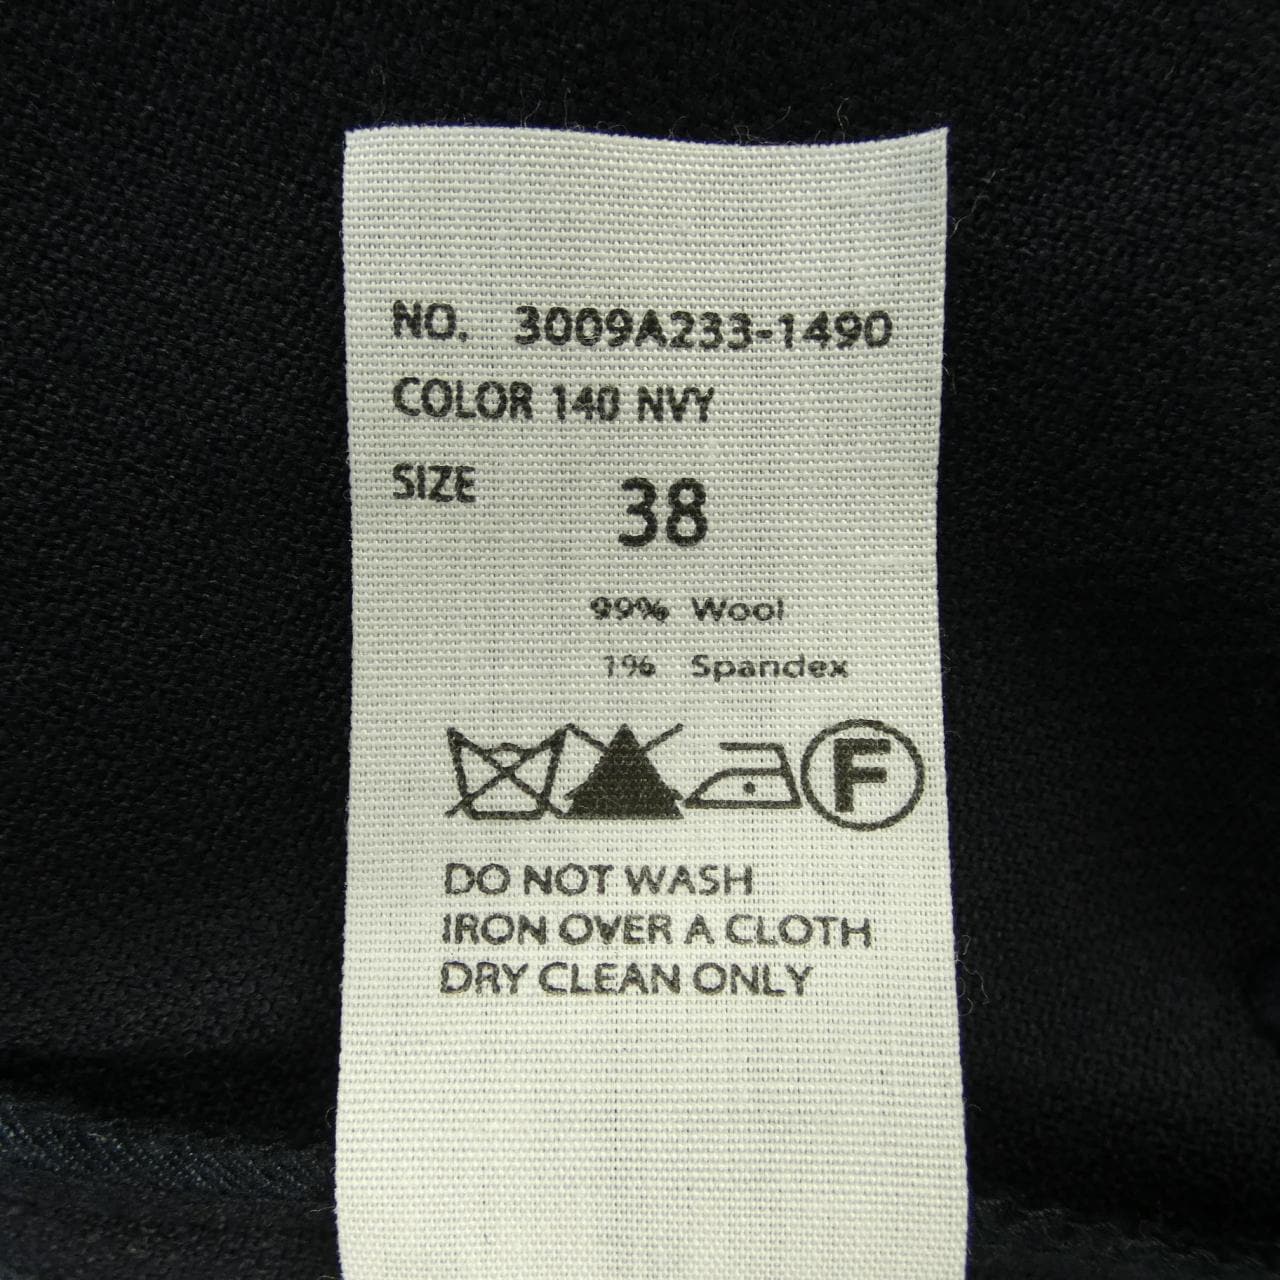 NO. 3009A233-1490
COLOR 140 NVY
SIZE 38
99% Wool
1% Spandex
F
DO NOT WASH
IRON OVER A CLOTH
DRY CLEAN ONLY